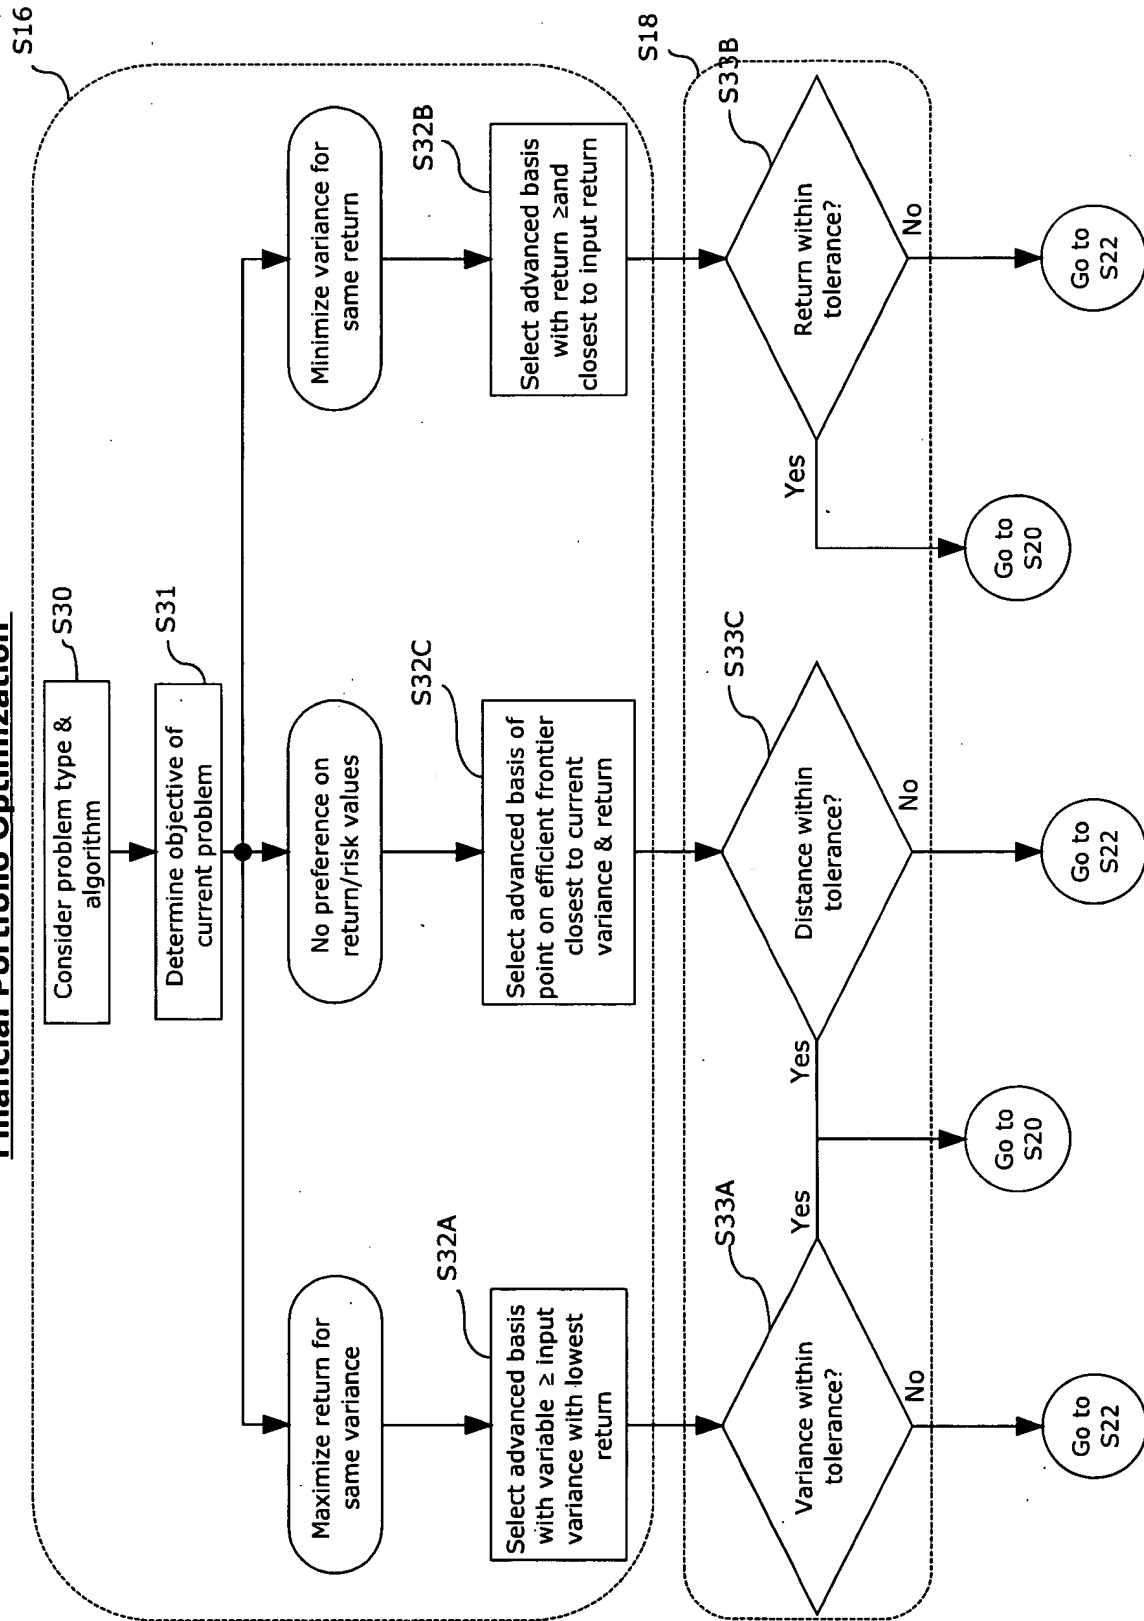 Financial Portfolio Optimization
S16
Consider problem type &
algorithm
S30
Determine objective of
current problem
S31
Maximize return for
same variance
No preference on
return/risk values
Minimize variance for
same return
S32A
Select advanced basis
with variable ≥ input
variance with lowest
return
S32C
Select advanced basis of
point on efficient frontier
closest to current
variance & return
S32B
Select advanced basis
with return ≥and
closest to input return
S18
S33A
Variance within
tolerance?
Yes
No
S33C
Distance within
tolerance?
Yes
No
S33B
Return within
tolerance?
Yes
No
Go to
S20
Go to
S20
Go to
S22
Go to
S22
Go to
S22